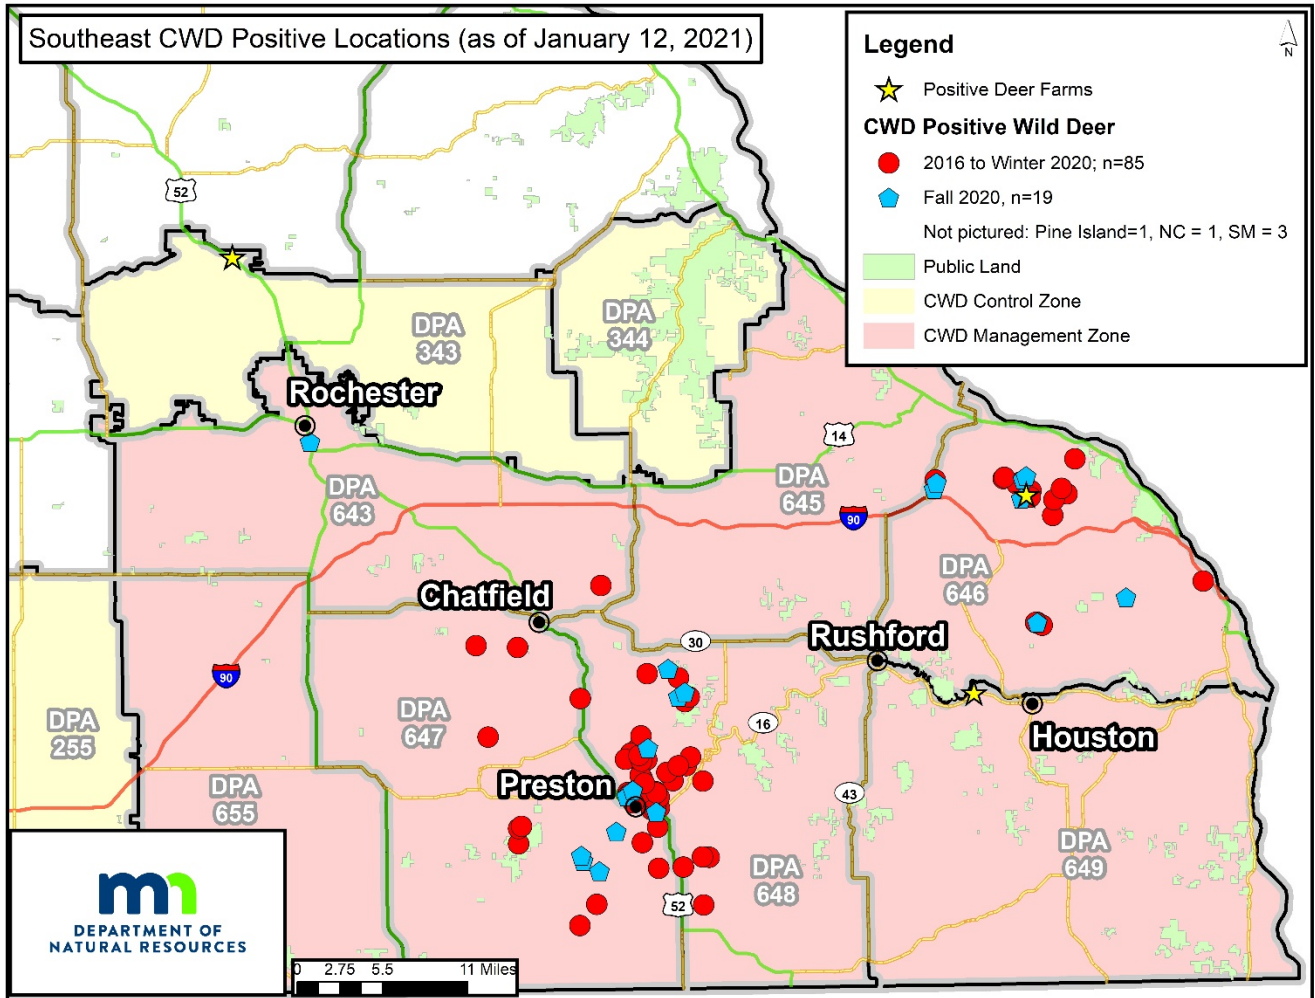 Southeast CWD Positive Locations (as of January 12, 2021)
Legend
N
Positive Deer Farms
CWD Positive Wild Deer
2016 to Winter 2020; n=85
Fall 2020, n=19
Not pictured: Pine Island=1, NC = 1, SM = 3
Public Land
CWD Control Zone
CWD Management Zone
52
DPA
343
DPA
344
Rochester
14
DPA
643
DPA
645
90
DPA
646
Chatfield
Rushford
30
90
DPA
255
DPA
647
16
Houston
Preston
43
DPA
655
DPA
648
DPA
649
52
mn
DEPARTMENT OF
NATURAL RESOURCES
0 2.75 5.5 11 Miles